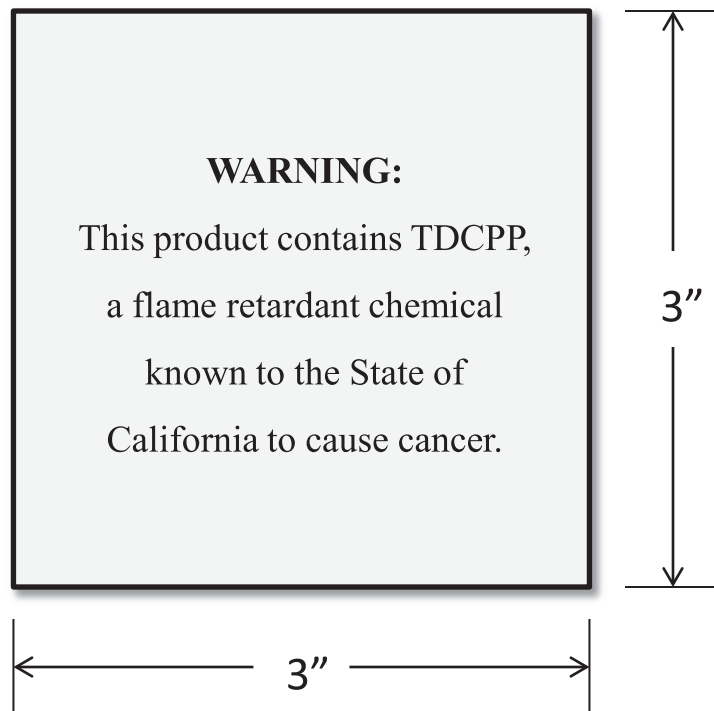 WARNING:
This product contains TDCPP,
a flame retardant chemical
known to the State of
California to cause cancer.
3”
3”